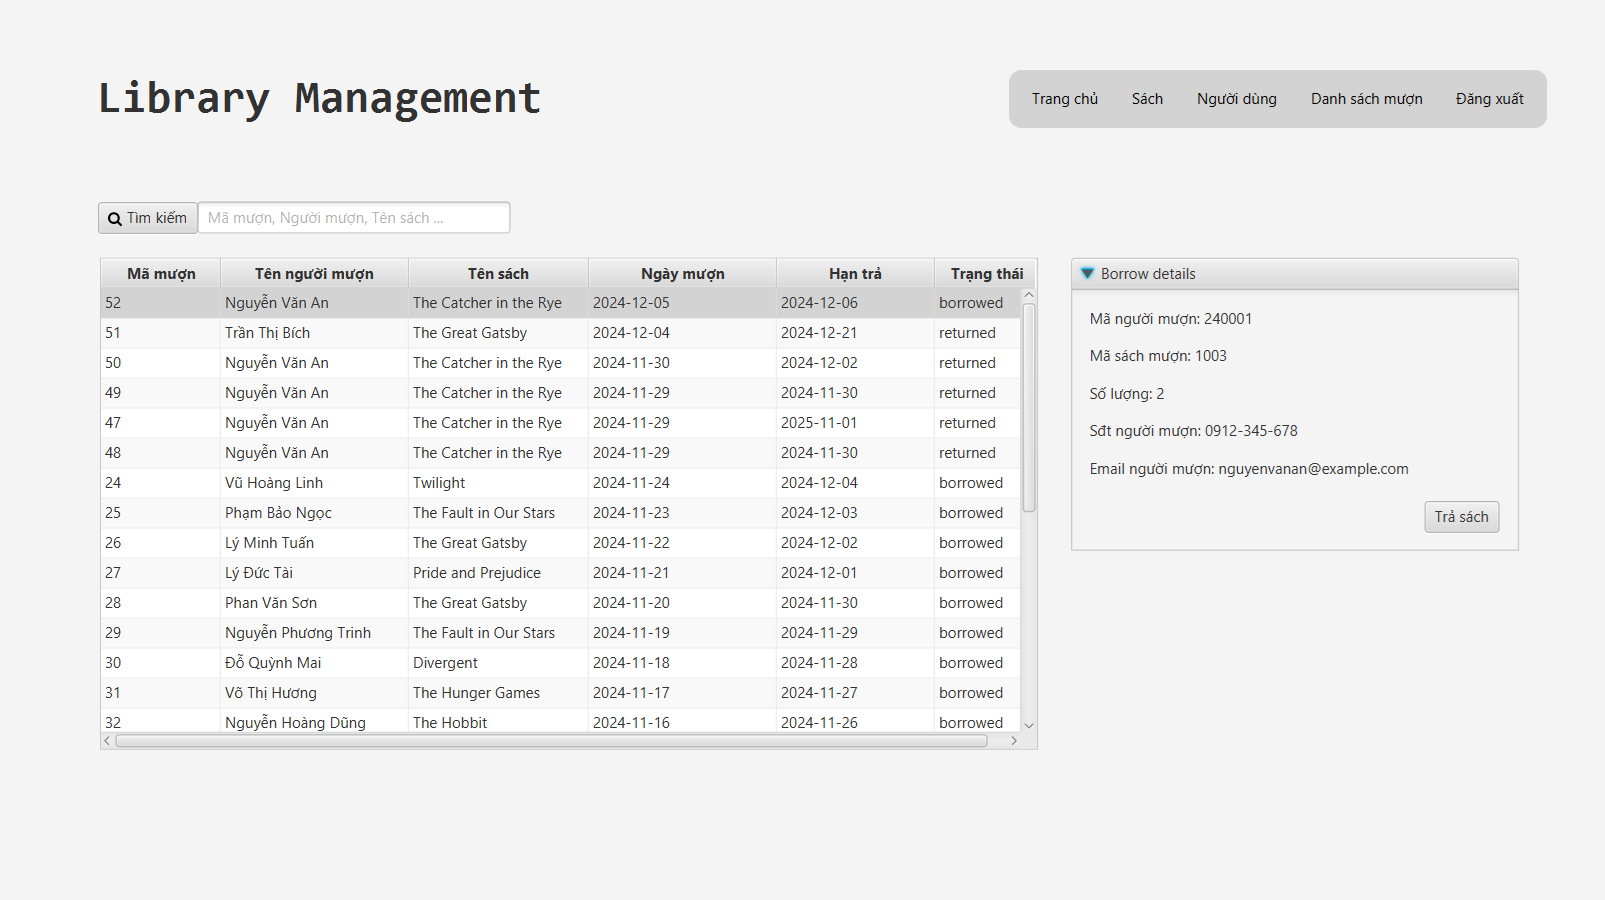 Library Management
Trang chủ Sách Người dùng Danh sách mượn Đăng xuất
Tìm kiếm Mã mượn, Người mượn, Tên sách ...
Mã mượn Tên người mượn Tên sách Ngày mượn Hạn trả Trạng thái
52 Nguyễn Văn An The Catcher in the Rye 2024-12-05 2024-12-06 borrowed
51 Trần Thị Bích The Great Gatsby 2024-12-04 2024-12-21 returned
50 Nguyễn Văn An The Catcher in the Rye 2024-11-30 2024-12-02 returned
49 Nguyễn Văn An The Catcher in the Rye 2024-11-29 2024-11-30 returned
47 Nguyễn Văn An The Catcher in the Rye 2024-11-29 2025-11-01 returned
48 Nguyễn Văn An The Catcher in the Rye 2024-11-29 2024-11-30 returned
24 Vũ Hoàng Linh Twilight 2024-11-24 2024-12-04 borrowed
25 Phạm Bảo Ngọc The Fault in Our Stars 2024-11-23 2024-12-03 borrowed
26 Lý Minh Tuấn The Great Gatsby 2024-11-22 2024-12-02 borrowed
27 Lý Đức Tài Pride and Prejudice 2024-11-21 2024-12-01 borrowed
28 Phan Văn Sơn The Great Gatsby 2024-11-20 2024-11-30 borrowed
29 Nguyễn Phương Trinh The Fault in Our Stars 2024-11-19 2024-11-29 borrowed
30 Đỗ Quỳnh Mai Divergent 2024-11-18 2024-11-28 borrowed
31 Võ Thị Hương The Hunger Games 2024-11-17 2024-11-27 borrowed
32 Nguyễn Hoàng Dũng The Hobbit 2024-11-16 2024-11-26 borrowed
Borrow details
Mã người mượn: 240001
Mã sách mượn: 1003
Số lượng: 2
Sđt người mượn: 0912-345-678
Email người mượn: nguyenvanan@example.com
Trả sách